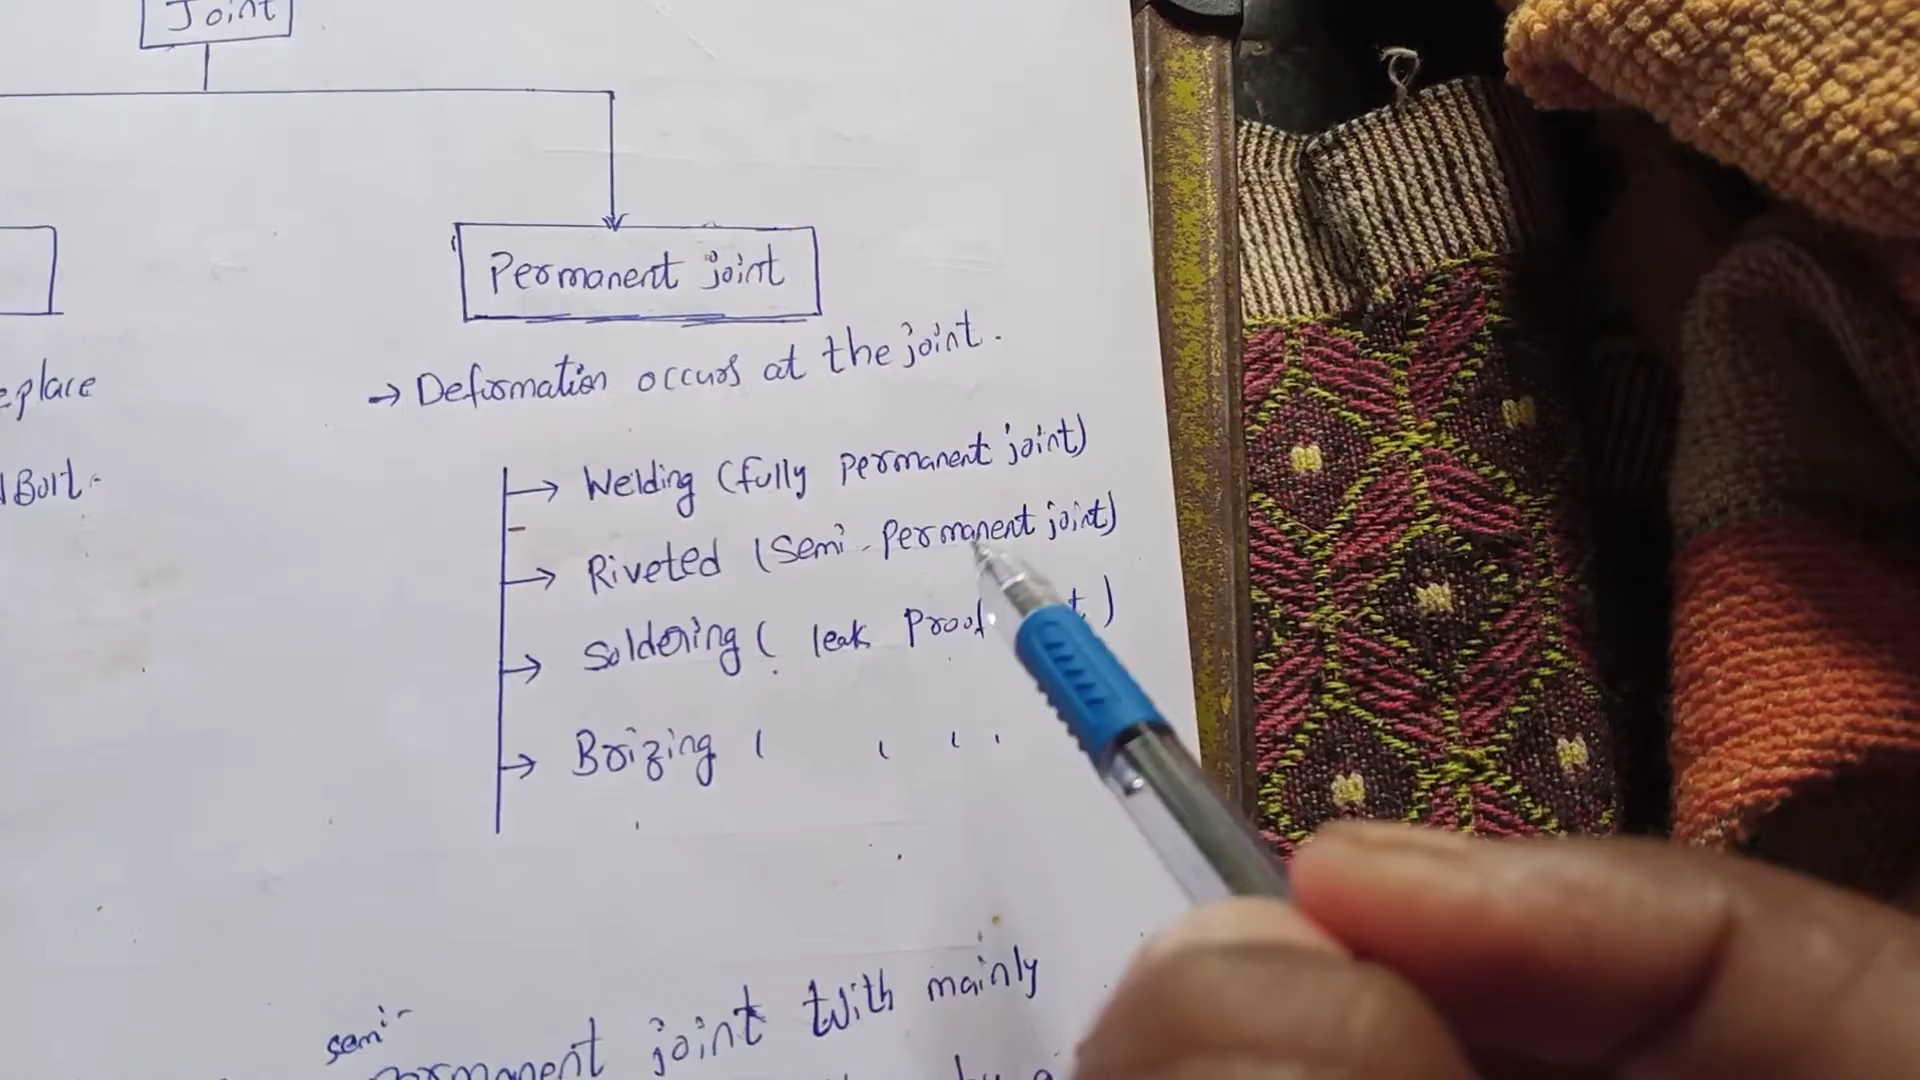 Joint
Permanent joint
→ Deformation occurs at the joint.
→ Welding (fully permanent joint)
→ Riveted (Semi-Permanent joint)
→ Soldering ( leak Proof )
→ Brizing (
Bolt-
semi-
joint with mainly